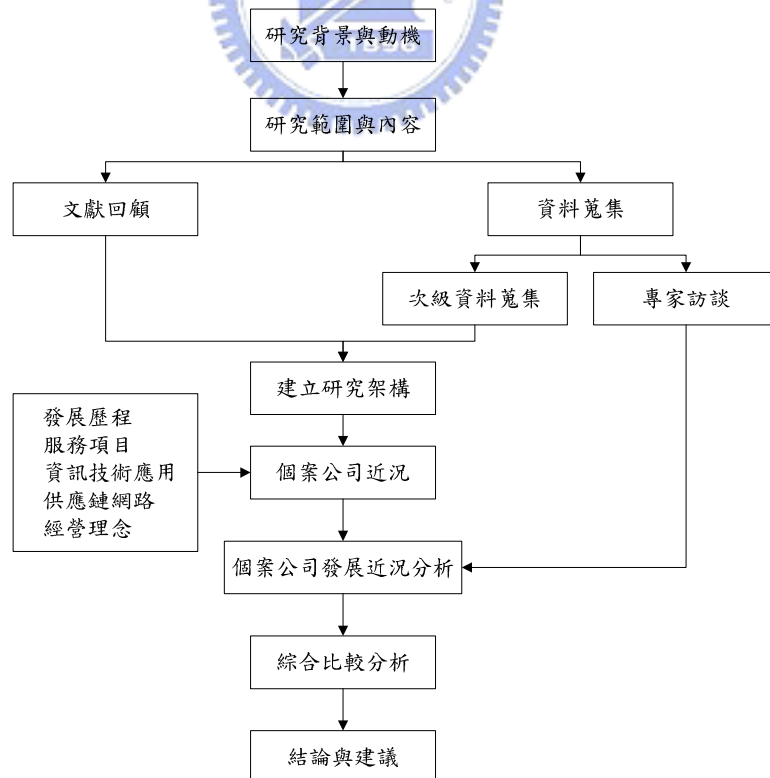 研究背景與動機
1896
研究範圍與內容
文獻回顧
資料蒐集
次級資料蒐集
專家訪談
建立研究架構
發展歷程
服務項目
資訊技術應用
供應鏈網路
經營理念
個案公司近況
個案公司發展近況分析
綜合比較分析
結論與建議